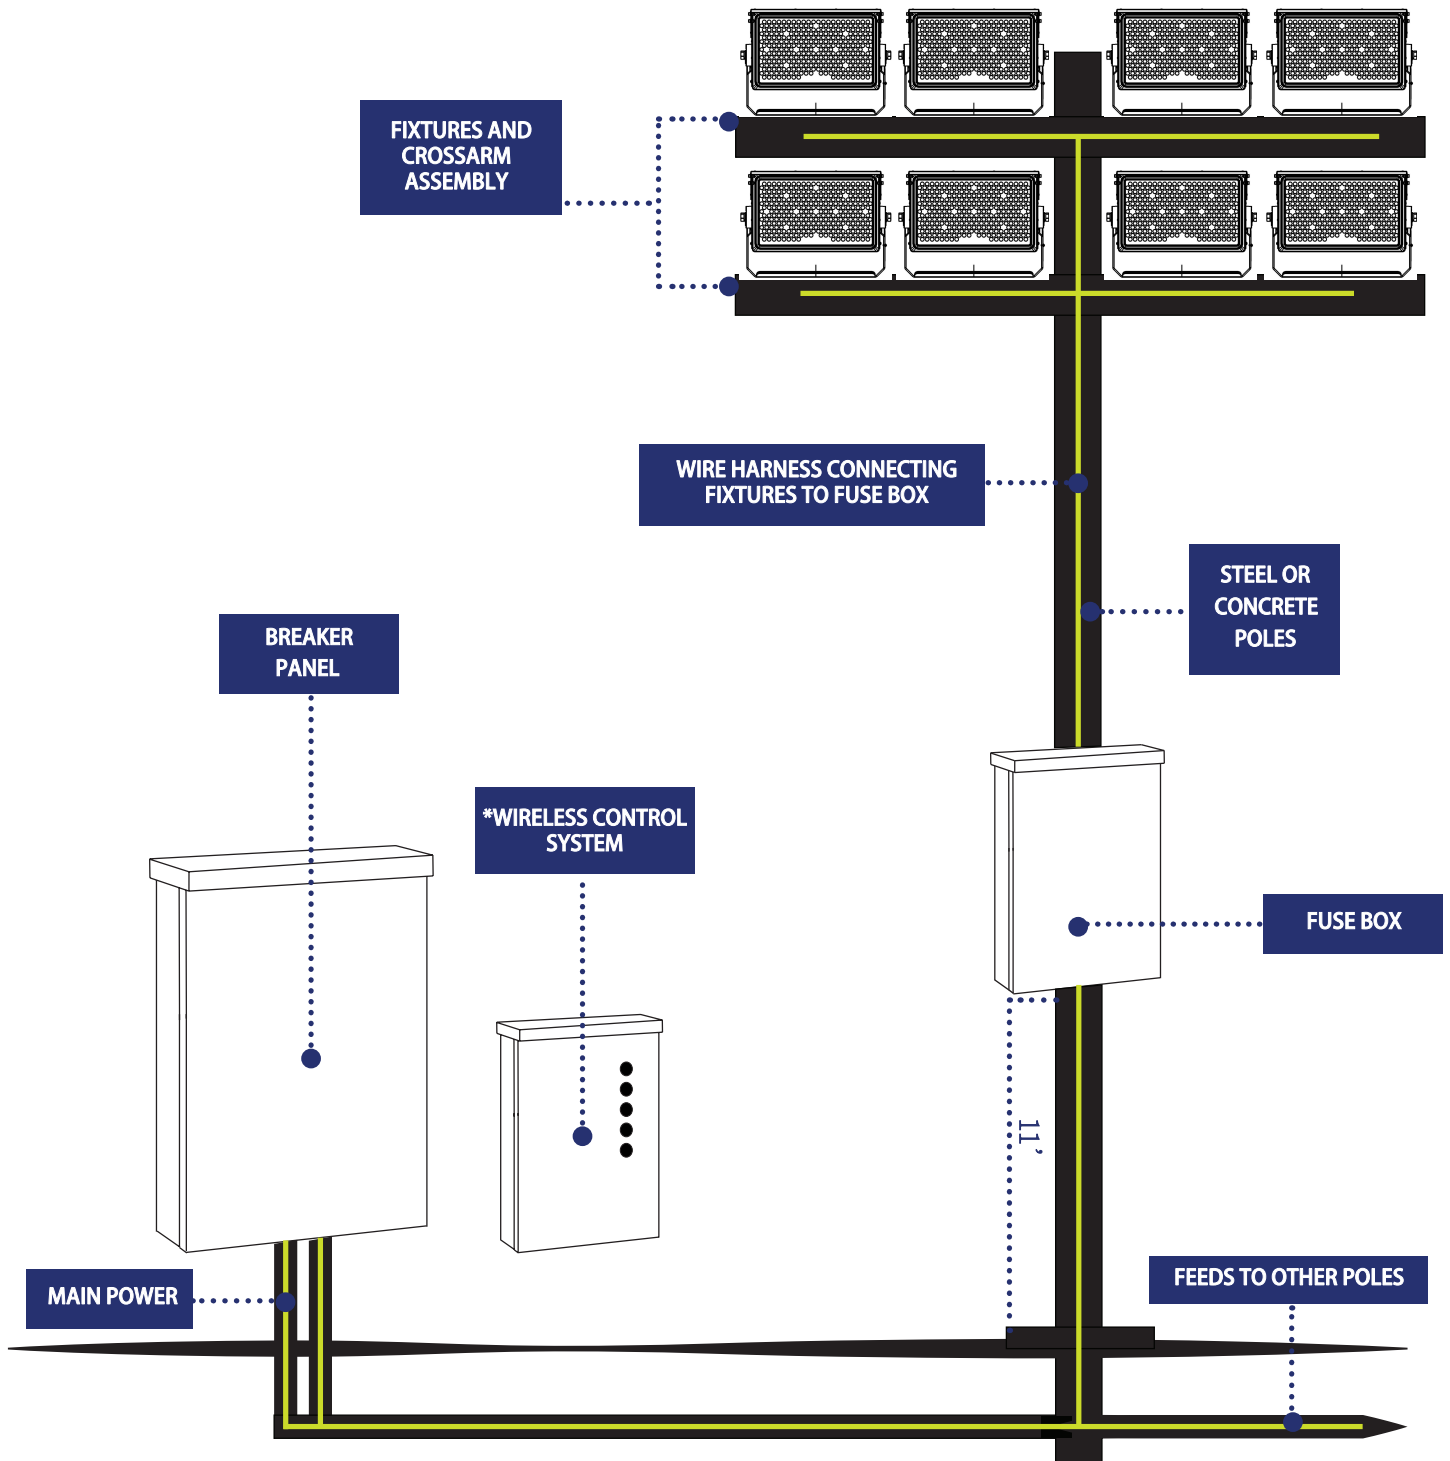 FIXTURES AND
CROSSARM
ASSEMBLY
WIRE HARNESS CONNECTING
FIXTURES TO FUSE BOX
STEEL OR
CONCRETE
POLES
BREAKER
PANEL
*WIRELESS CONTROL
SYSTEM
FUSE BOX
11’
MAIN POWER
FEEDS TO OTHER POLES